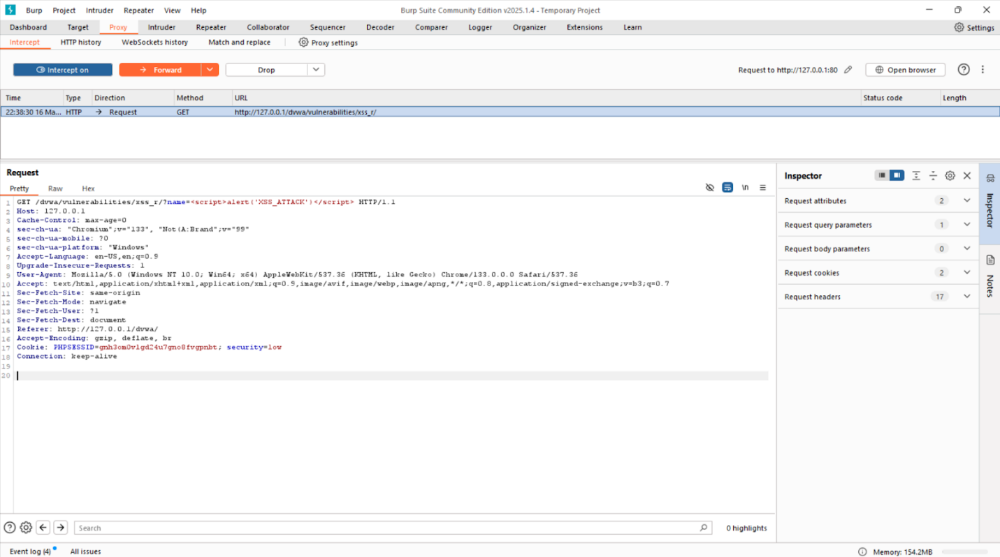 Burp Project Intruder Repeater View Help Burp Suite Community Edition v2025.1.4 - Temporary Project
Dashboard Target Proxy Intruder Repeater Collaborator Sequencer Decoder Comparer Logger Organizer Extensions Learn Settings
Intercept HTTP history WebSockets history Match and replace Proxy settings
Intercept on Forward Drop Request to http://127.0.0.1:80 Open browser
Time Type Direction Method URL Status code Length
22:38:30 16 Ma... HTTP → Request GET http://127.0.0.1/dvwa/vulnerabilities/xss_r/
Request
Pretty Raw Hex \n
1 GET /dvwa/vulnerabilities/xss_r/?name=<script>alert('XSS_ATTACK')</script> HTTP/1.1
2 Host: 127.0.0.1
3 Cache-Control: max-age=0
4 sec-ch-ua: "Chromium";v="133", "Not(A:Brand";v="99"
5 sec-ch-ua-mobile: ?0
6 sec-ch-ua-platform: "Windows"
7 Accept-Language: en-US,en;q=0.9
8 Upgrade-Insecure-Requests: 1
9 User-Agent: Mozilla/5.0 (Windows NT 10.0; Win64; x64) AppleWebKit/537.36 (KHTML, like Gecko) Chrome/133.0.0.0 Safari/537.36
10 Accept: text/html,application/xhtml+xml,application/xml;q=0.9,image/avif,image/webp,image/apng,*/*;q=0.8,application/signed-exchange;v=b3;q=0.7
11 Sec-Fetch-Site: same-origin
12 Sec-Fetch-Mode: navigate
13 Sec-Fetch-User: ?1
14 Sec-Fetch-Dest: document
15 Referer: http://127.0.0.1/dvwa/
16 Accept-Encoding: gzip, deflate, br
17 Cookie: PHPSESSID=gnh3om0vlgd24u7gno8fvgpnbt; security=low
18 Connection: keep-alive
19
20
Inspector
Request attributes 2
Request query parameters 1
Request body parameters 0
Request cookies 2
Request headers 17
Inspector
Notes
Search 0 highlights
Event log (4) All issues Memory: 154.2MB